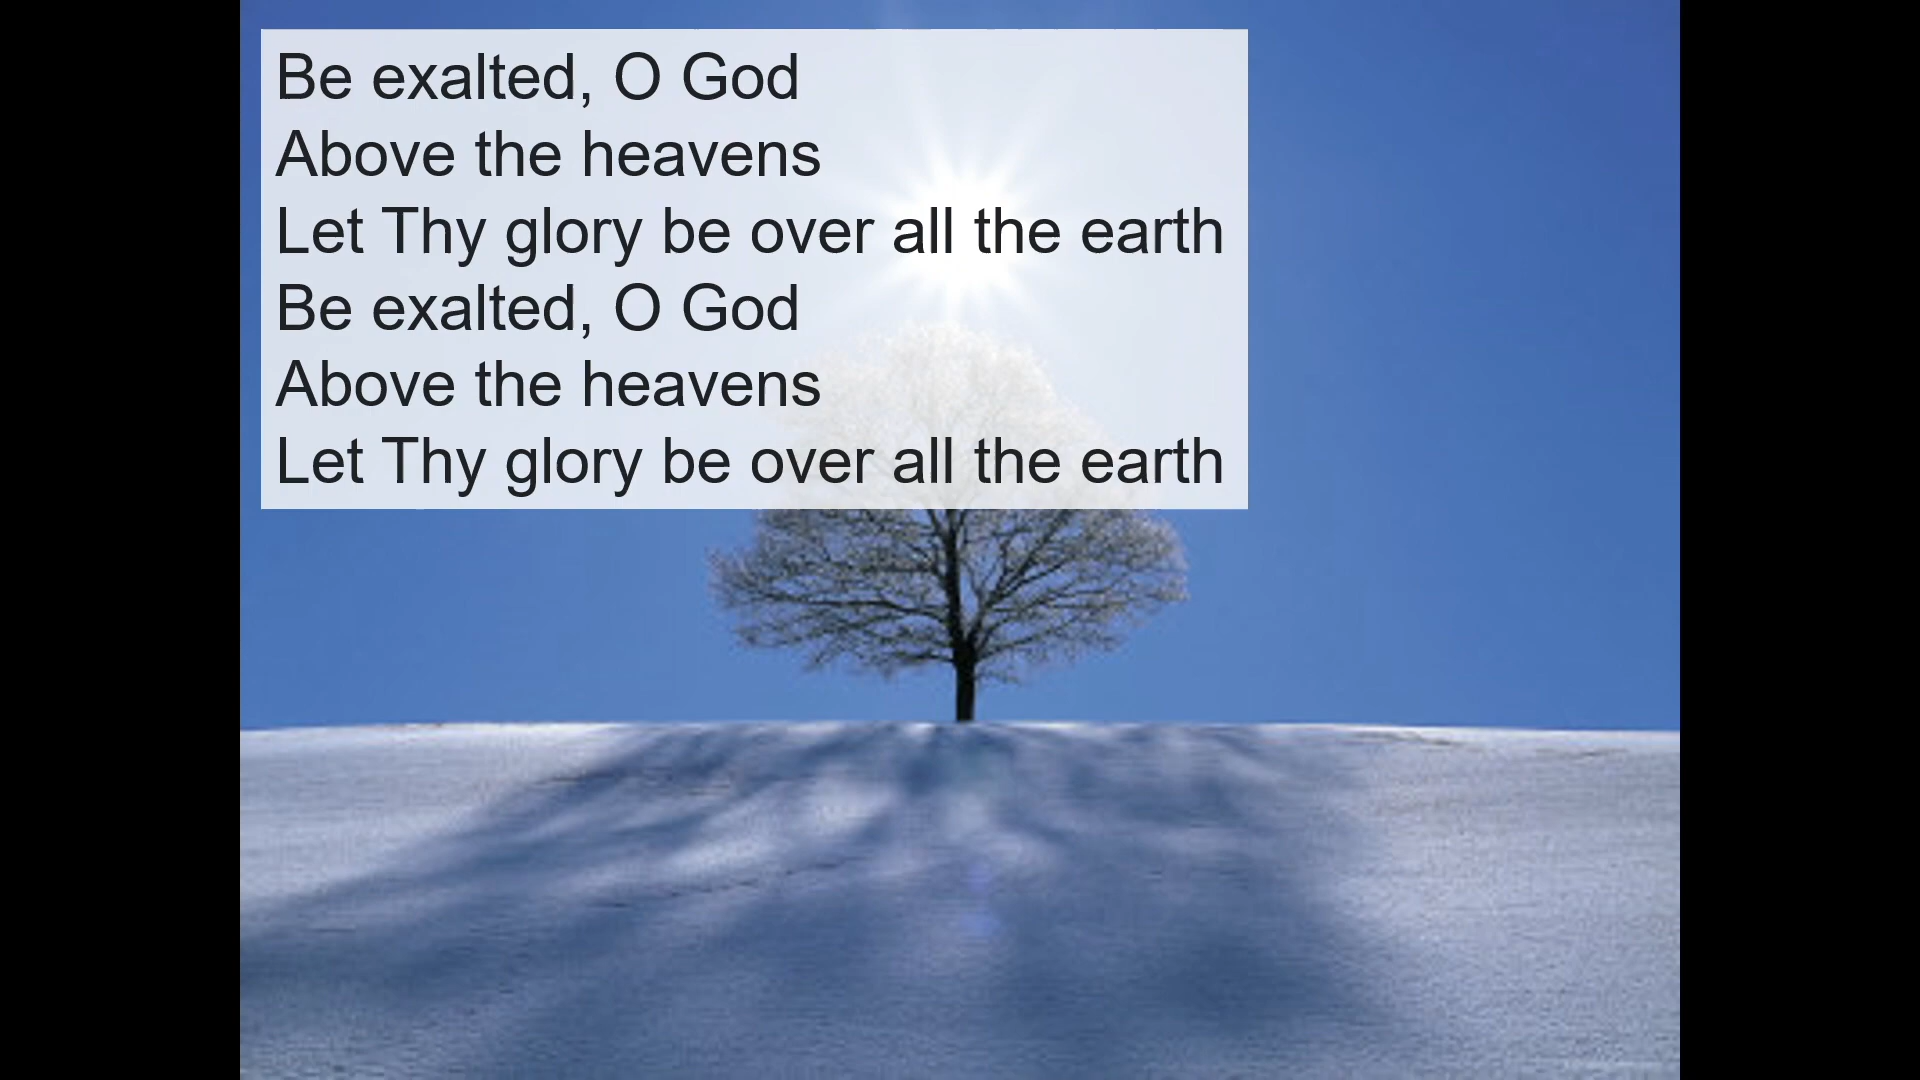 Be exalted, O God
Above the heavens
Let Thy glory be over all the earth
Be exalted, O God
Above the heavens
Let Thy glory be over all the earth